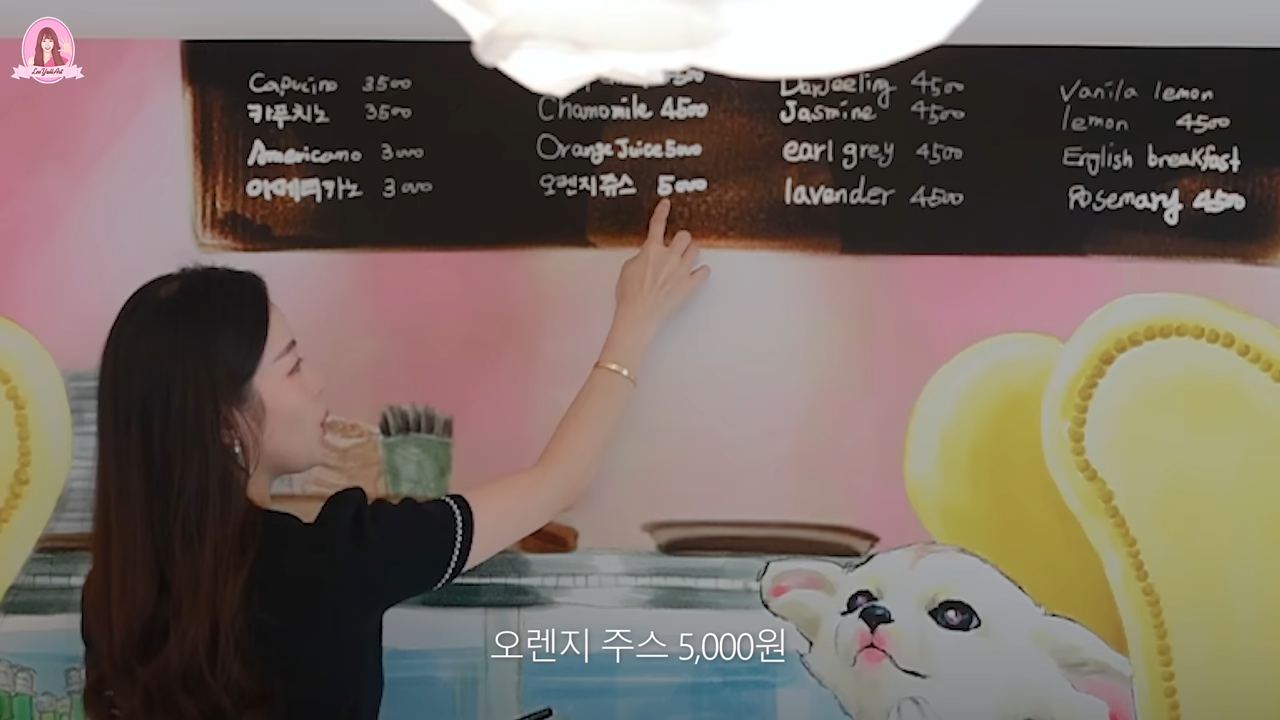 Capucino 3500
카푸치노 3500
Americano 3000
아메리카노 3000
Chamomile 4500
Orange Juice 5000
오렌지 쥬스 5000
Darjeeling 4500
Jasmine 4500
earl grey 4500
lavender 4500
Vanila lemon
lemon 4500
English breakfast
Rosemary 4500
오렌지 주스 5,000원